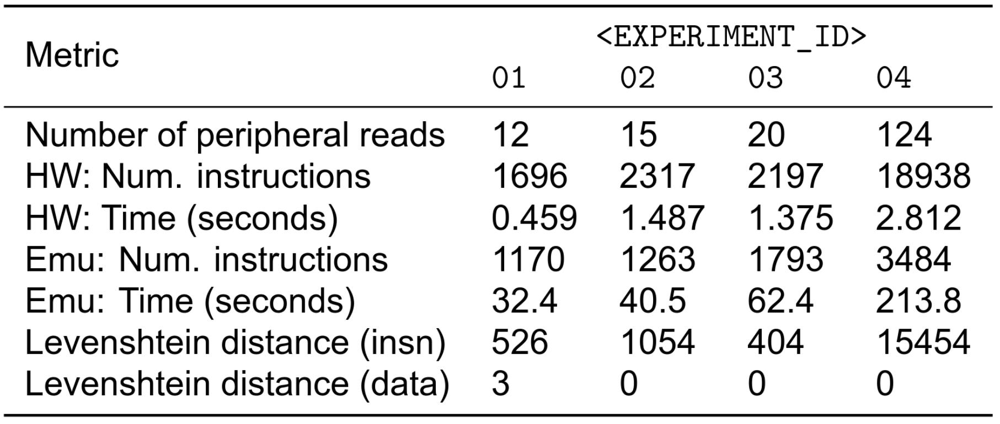 <EXPERIMENT_ID>
Metric
01 02 03 04
Number of peripheral reads 12 15 20 124
HW: Num. instructions 1696 2317 2197 18938
HW: Time (seconds) 0.459 1.487 1.375 2.812
Emu: Num. instructions 1170 1263 1793 3484
Emu: Time (seconds) 32.4 40.5 62.4 213.8
Levenshtein distance (insn) 526 1054 404 15454
Levenshtein distance (data) 3 0 0 0